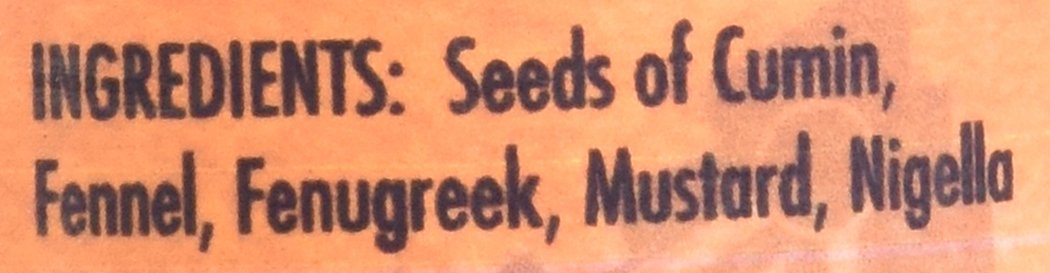 INGREDIENTS: Seeds of Cumin,
Fennel, Fenugreek, Mustard, Nigella